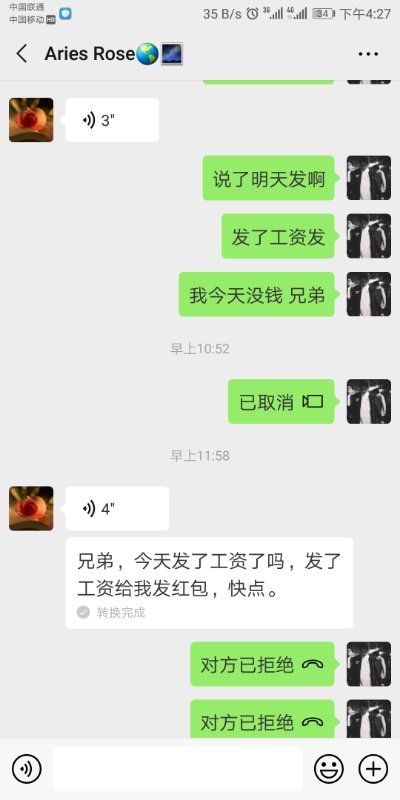 中国联通
中国移动 HD
35 B/s 3G 4G 34 下午4:27
Aries Rose
3"
说了明天发啊
发了工资发
我今天没钱 兄弟
早上10:52
已取消
早上11:58
4"
兄弟，今天发了工资了吗，发了
工资给我发红包，快点。
转换完成
对方已拒绝
对方已拒绝